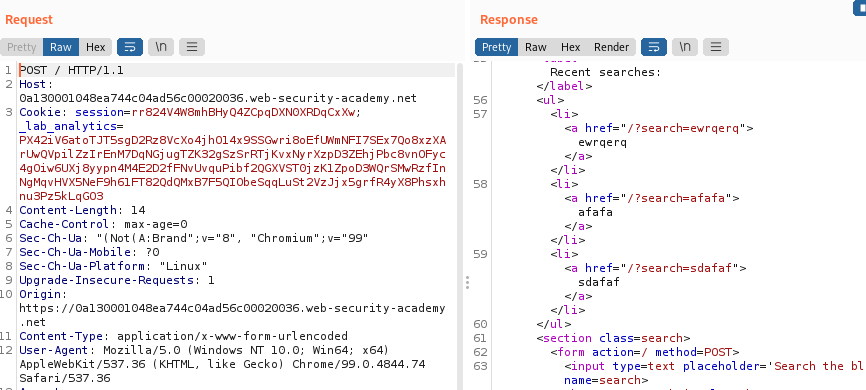 Request
Pretty Raw Hex \n
1 POST / HTTP/1.1
2 Host:
0a130001048ea744c04ad56c00020036.web-security-academy.net
3 Cookie: session=rr824V4W8mhBHyQ4ZCpqDXN0XRDqCxXw;
_lab_analytics=
PX42iV6atoTJT5sgD2Rz8VcXo4jhO14x9SSGwri8oEfUWmNFI7SEx7Qo8xzXA
rUwQVpilZzIrEnM7DqNGjugTZK32gSzSrRTjKvxNyrXzpD3ZEhjPbc8vnOFyc
4gOiw6UXj8yypn4M4E2D2fFNvUvquPibf2QGXVST0jzK1ZpoD3WQrSMwRzfIn
NgMqvHVX5NeF9h61FT82QdQMxB7F5QIObeSqqLuSt2VzJjx5grfR4yX8Phsxh
nu3Pz5kLqGO3
4 Content-Length: 14
5 Cache-Control: max-age=0
6 Sec-Ch-Ua: "(Not(A:Brand";v="8", "Chromium";v="99"
7 Sec-Ch-Ua-Mobile: ?0
8 Sec-Ch-Ua-Platform: "Linux"
9 Upgrade-Insecure-Requests: 1
10 Origin:
https://0a130001048ea744c04ad56c00020036.web-security-academy
.net
11 Content-Type: application/x-www-form-urlencoded
12 User-Agent: Mozilla/5.0 (Windows NT 10.0; Win64; x64)
AppleWebKit/537.36 (KHTML, like Gecko) Chrome/99.0.4844.74
Safari/537.36
Response
Pretty Raw Hex Render \n
Recent searches:
</label>
56 <ul>
57 <li>
<a href="/?search=ewrqerq">
ewrqerq
</a>
</li>
58 <li>
<a href="/?search=afafa">
afafa
</a>
</li>
59 <li>
<a href="/?search=sdafaf">
sdafaf
</a>
</li>
60 </ul>
61 <section class=search>
62 <form action=/ method=POST>
63 <input type=text placeholder='Search the bl
name=search>